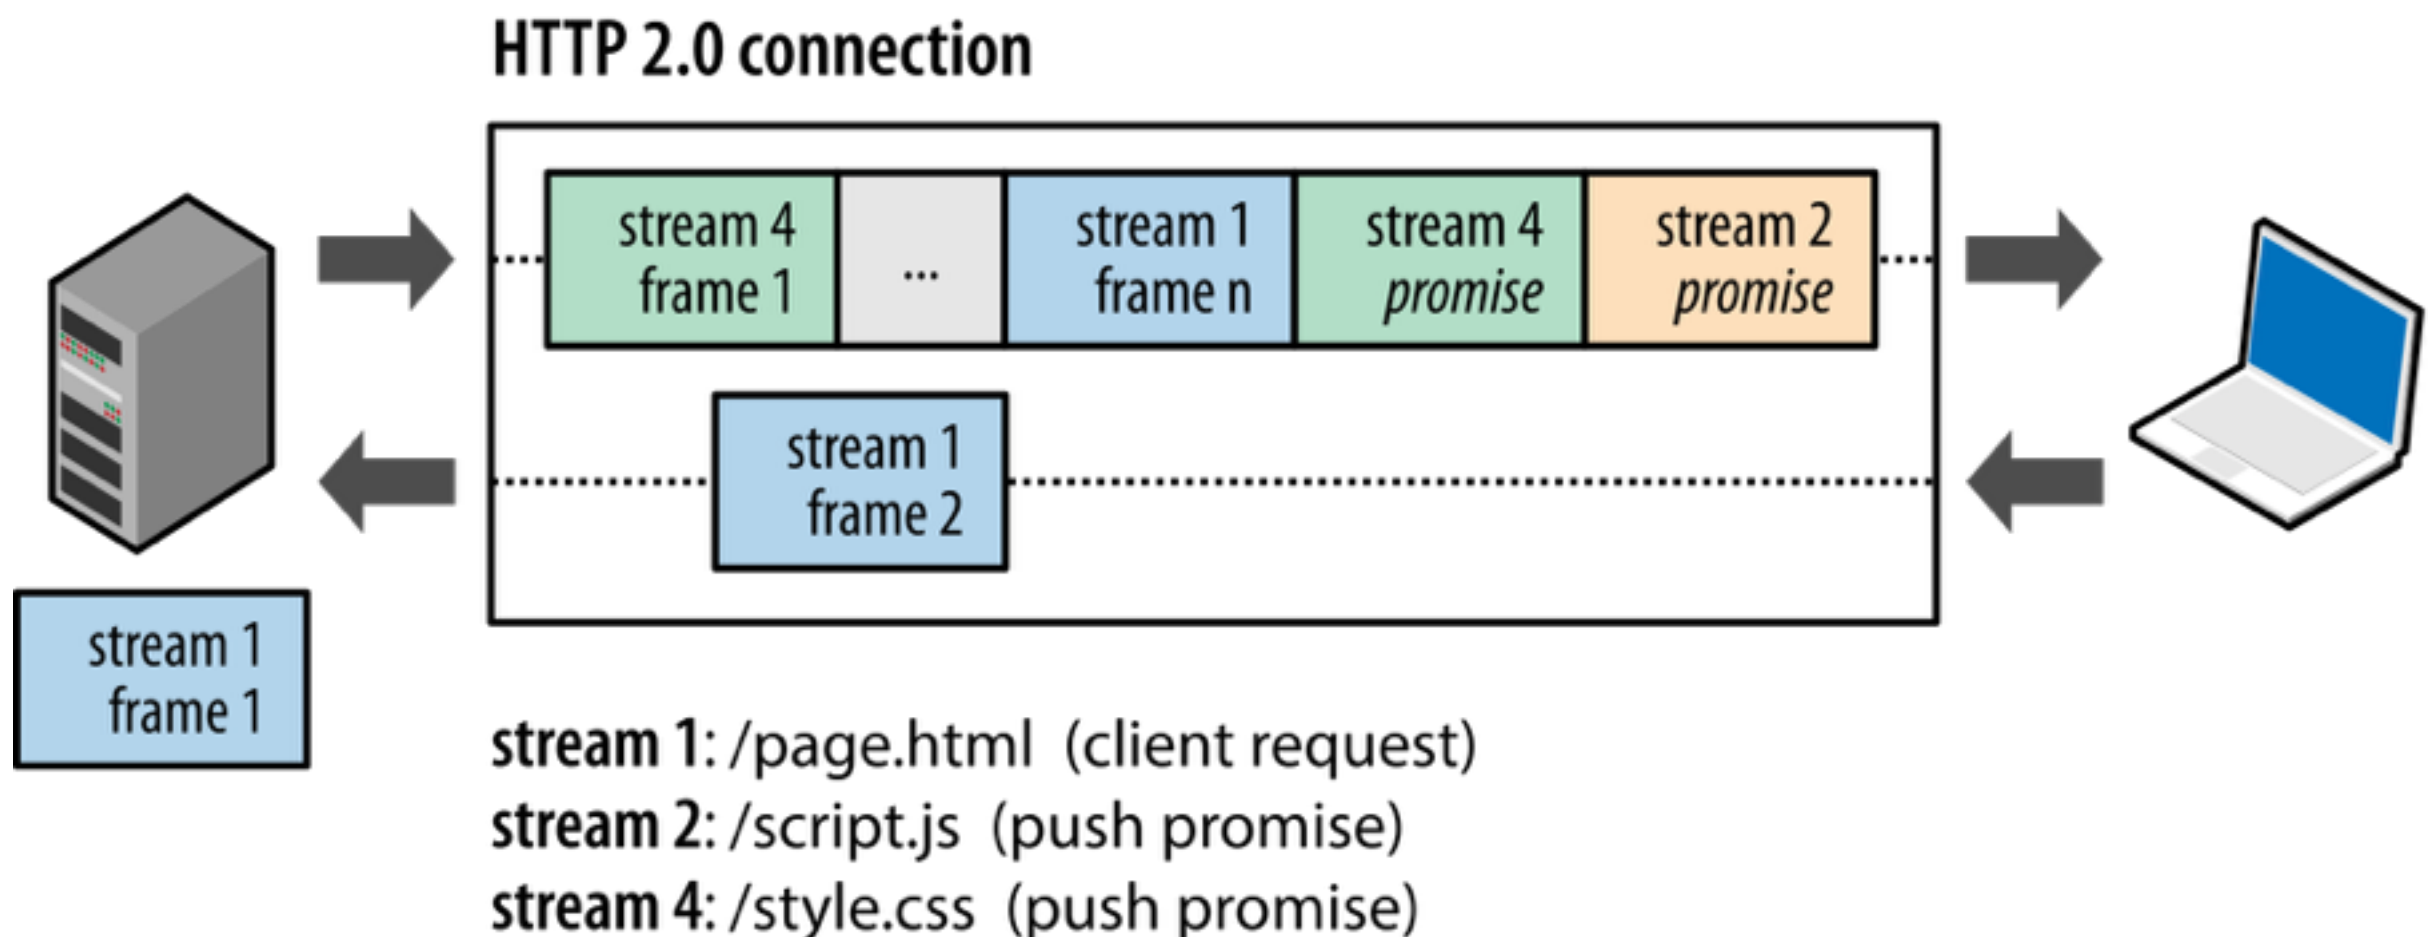 HTTP 2.0 connection
stream 4
frame 1
...
stream 1
frame n
stream 4
promise
stream 2
promise
stream 1
frame 2
stream 1
frame 1
stream 1: /page.html (client request)
stream 2: /script.js (push promise)
stream 4: /style.css (push promise)